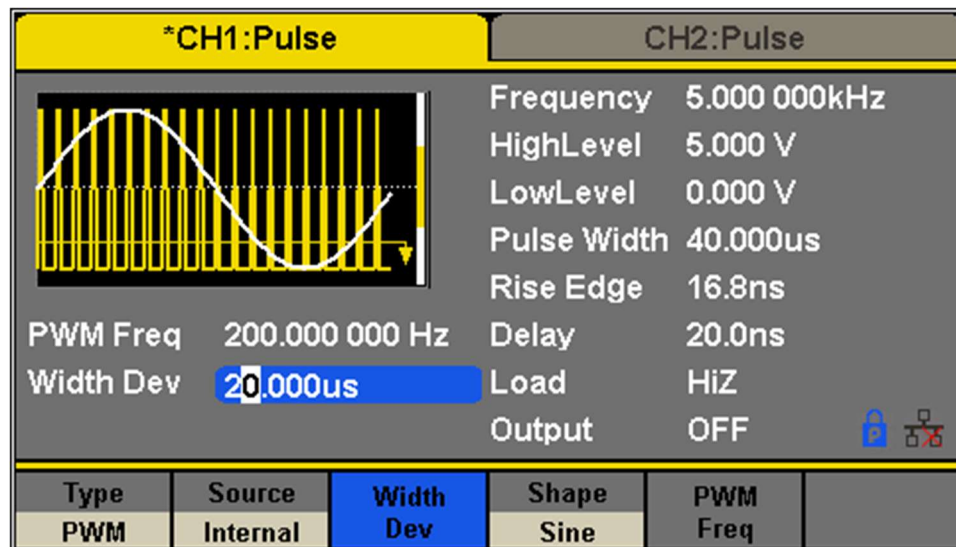 *CH1:Pulse
CH2:Pulse
Frequency 5.000 000kHz
HighLevel 5.000 V
LowLevel 0.000 V
Pulse Width 40.000us
Rise Edge 16.8ns
PWM Freq 200.000 000 Hz
Delay 20.0ns
Width Dev 20.000us
Load HiZ
Output OFF
P
Type
PWM
Source
Internal
Width
Dev
Shape
Sine
PWM
Freq